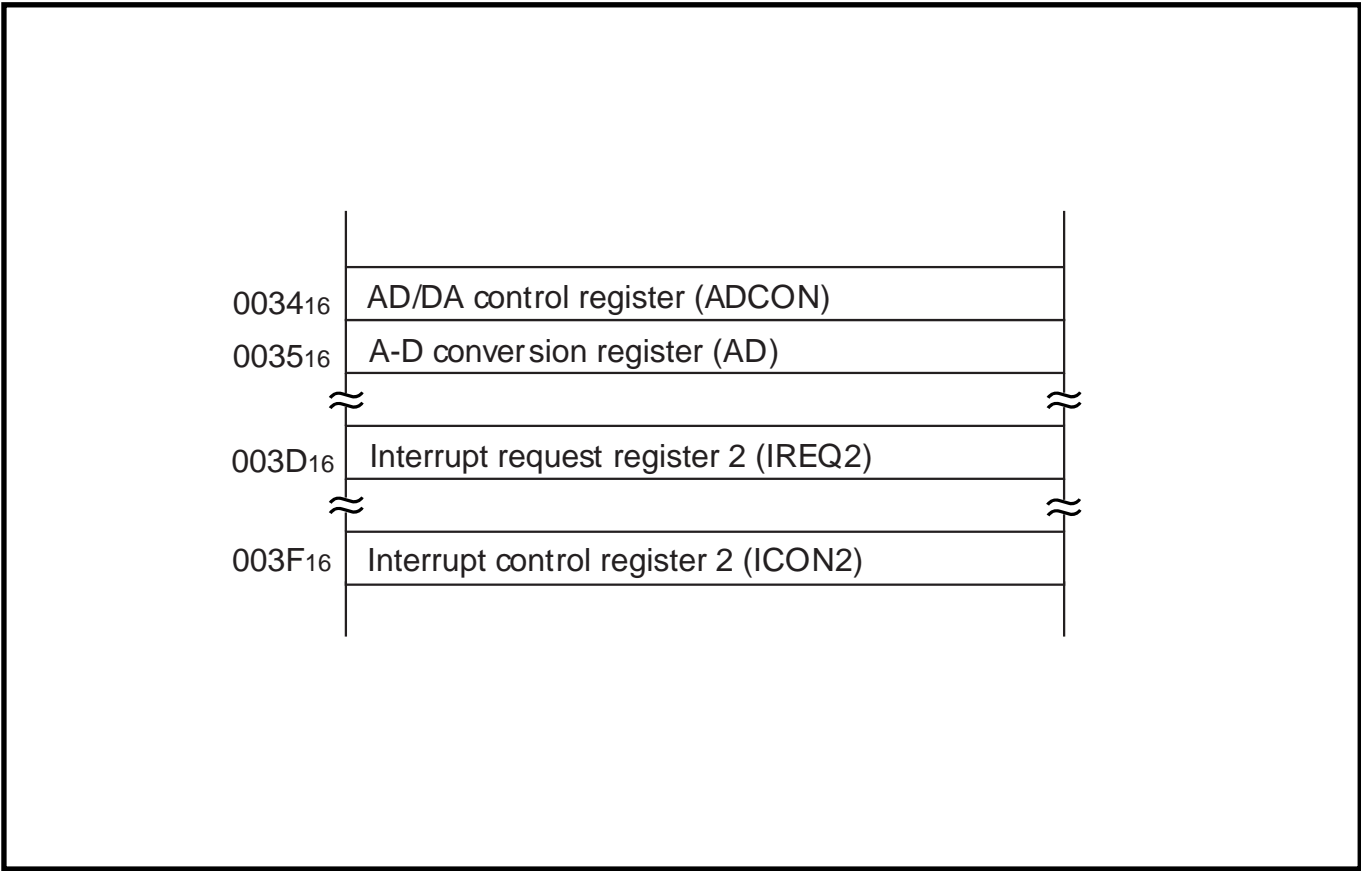 0034₁₆ AD/DA control register (ADCON)
0035₁₆ A-D conversion register (AD)
003D₁₆ Interrupt request register 2 (IREQ2)
003F₁₆ Interrupt control register 2 (ICON2)